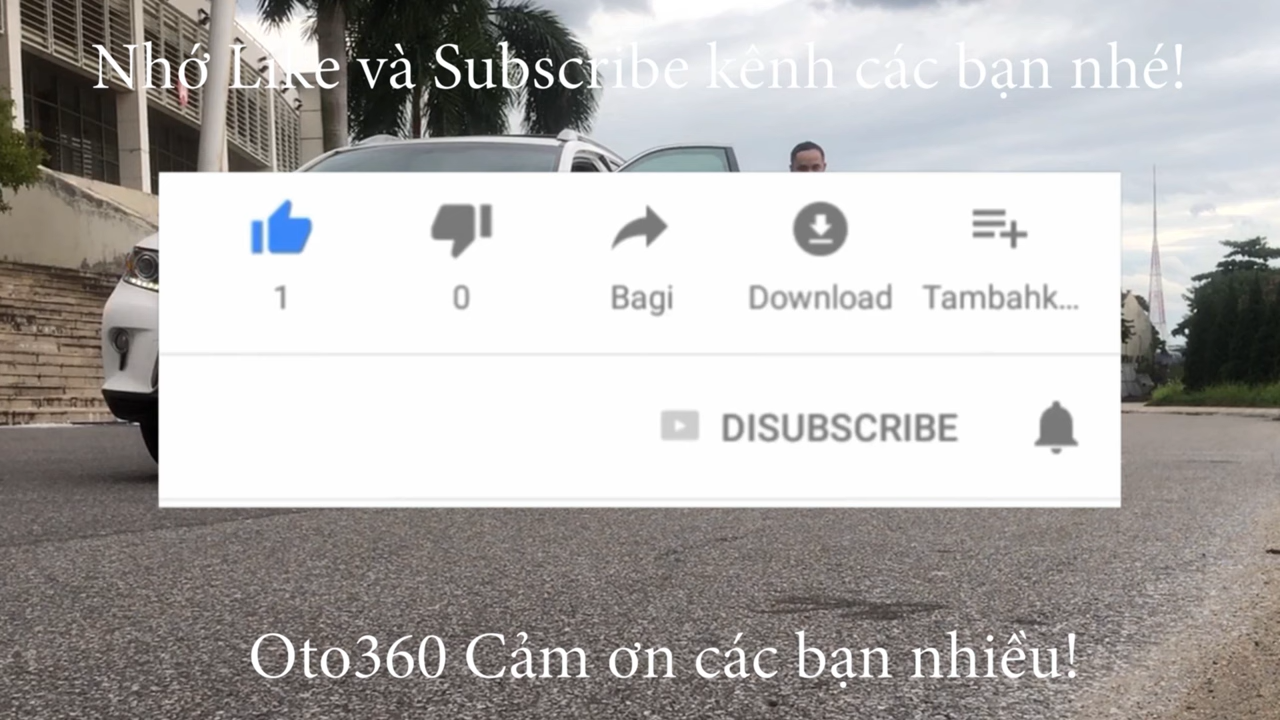 Nhớ Like và Subscribe kênh các bạn nhé!
1 0 Bagi Download Tambahk...
DISUBSCRIBE
Oto360 Cảm ơn các bạn nhiều!